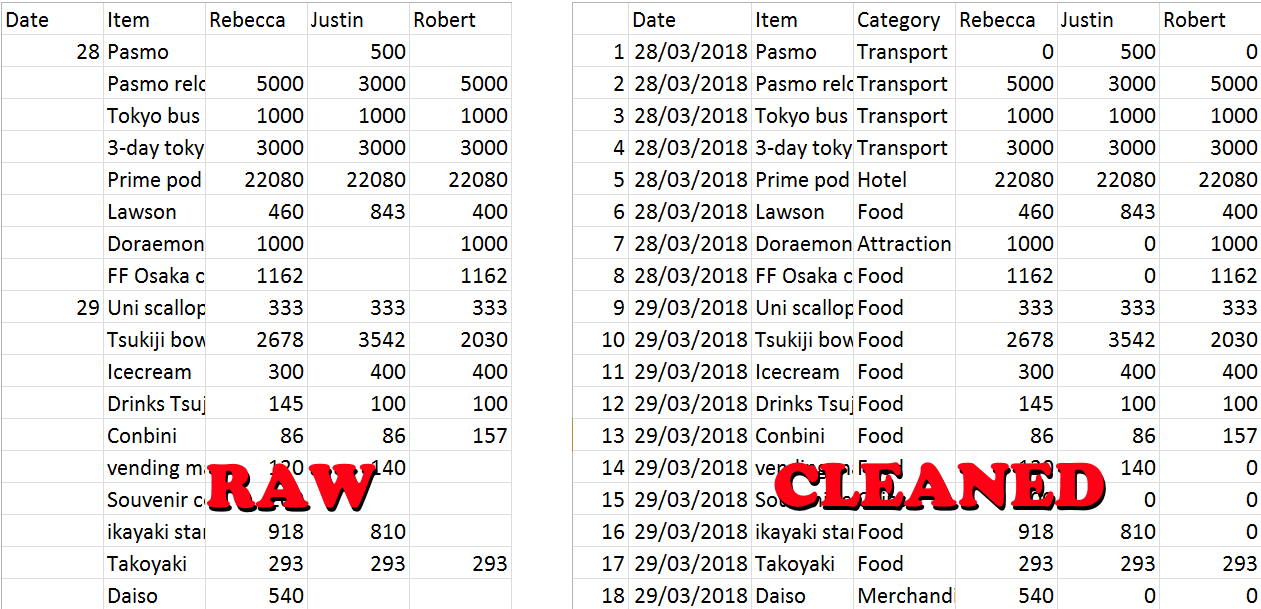 Date Item Rebecca Justin Robert
28 Pasmo 500
Pasmo relo 5000 3000 5000
Tokyo bus 1000 1000 1000
3-day toky 3000 3000 3000
Prime pod 22080 22080 22080
Lawson 460 843 400
Doraemon 1000 1000
FF Osaka c 1162 1162
29 Uni scallop 333 333 333
Tsukiji bow 2678 3542 2030
Icecream 300 400 400
Drinks Tsuj 145 100 100
Conbini 86 86 157
vending ma 120 140
Souvenir co
ikayaki star 918 810
Takoyaki 293 293 293
Daiso 540
RAW
Date Item Category Rebecca Justin Robert
1 28/03/2018 Pasmo Transport 0 500 0
2 28/03/2018 Pasmo relo Transport 5000 3000 5000
3 28/03/2018 Tokyo bus Transport 1000 1000 1000
4 28/03/2018 3-day toky Transport 3000 3000 3000
5 28/03/2018 Prime pod Hotel 22080 22080 22080
6 28/03/2018 Lawson Food 460 843 400
7 28/03/2018 Doraemon Attraction 1000 0 1000
8 28/03/2018 FF Osaka c Food 1162 0 1162
9 29/03/2018 Uni scallop Food 333 333 333
10 29/03/2018 Tsukiji bow Food 2678 3542 2030
11 29/03/2018 Icecream Food 300 400 400
12 29/03/2018 Drinks Tsuj Food 145 100 100
13 29/03/2018 Conbini Food 86 86 157
14 29/03/2018 vending ma Food 120 140 0
15 29/03/2018 0 0
16 29/03/2018 ikayaki star Food 918 810 0
17 29/03/2018 Takoyaki Food 293 293 293
18 29/03/2018 Daiso Merchandi 540 0 0
CLEANED